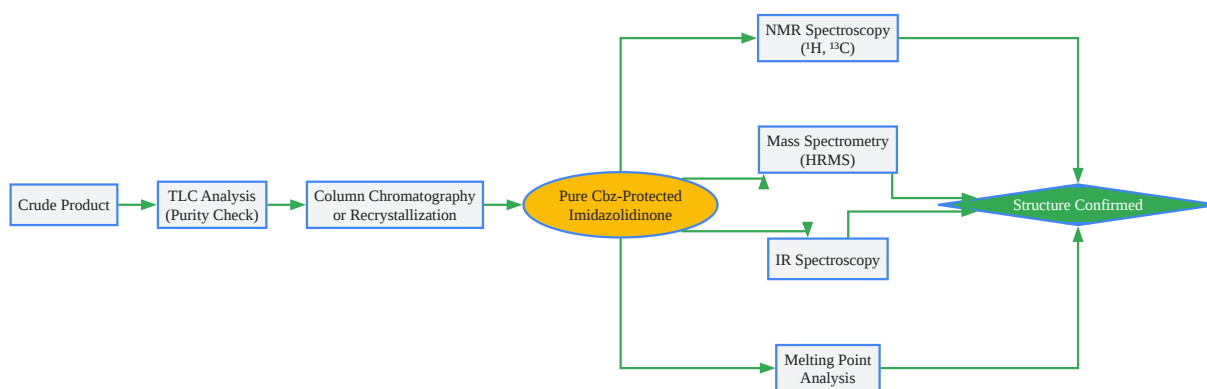 Crude Product
TLC Analysis
(Purity Check)
Column Chromatography
or Recrystallization
Pure Cbz-Protected
Imidazolidinone
NMR Spectroscopy
(¹H, ¹³C)
Mass Spectrometry
(HRMS)
IR Spectroscopy
Melting Point
Analysis
Structure Confirmed